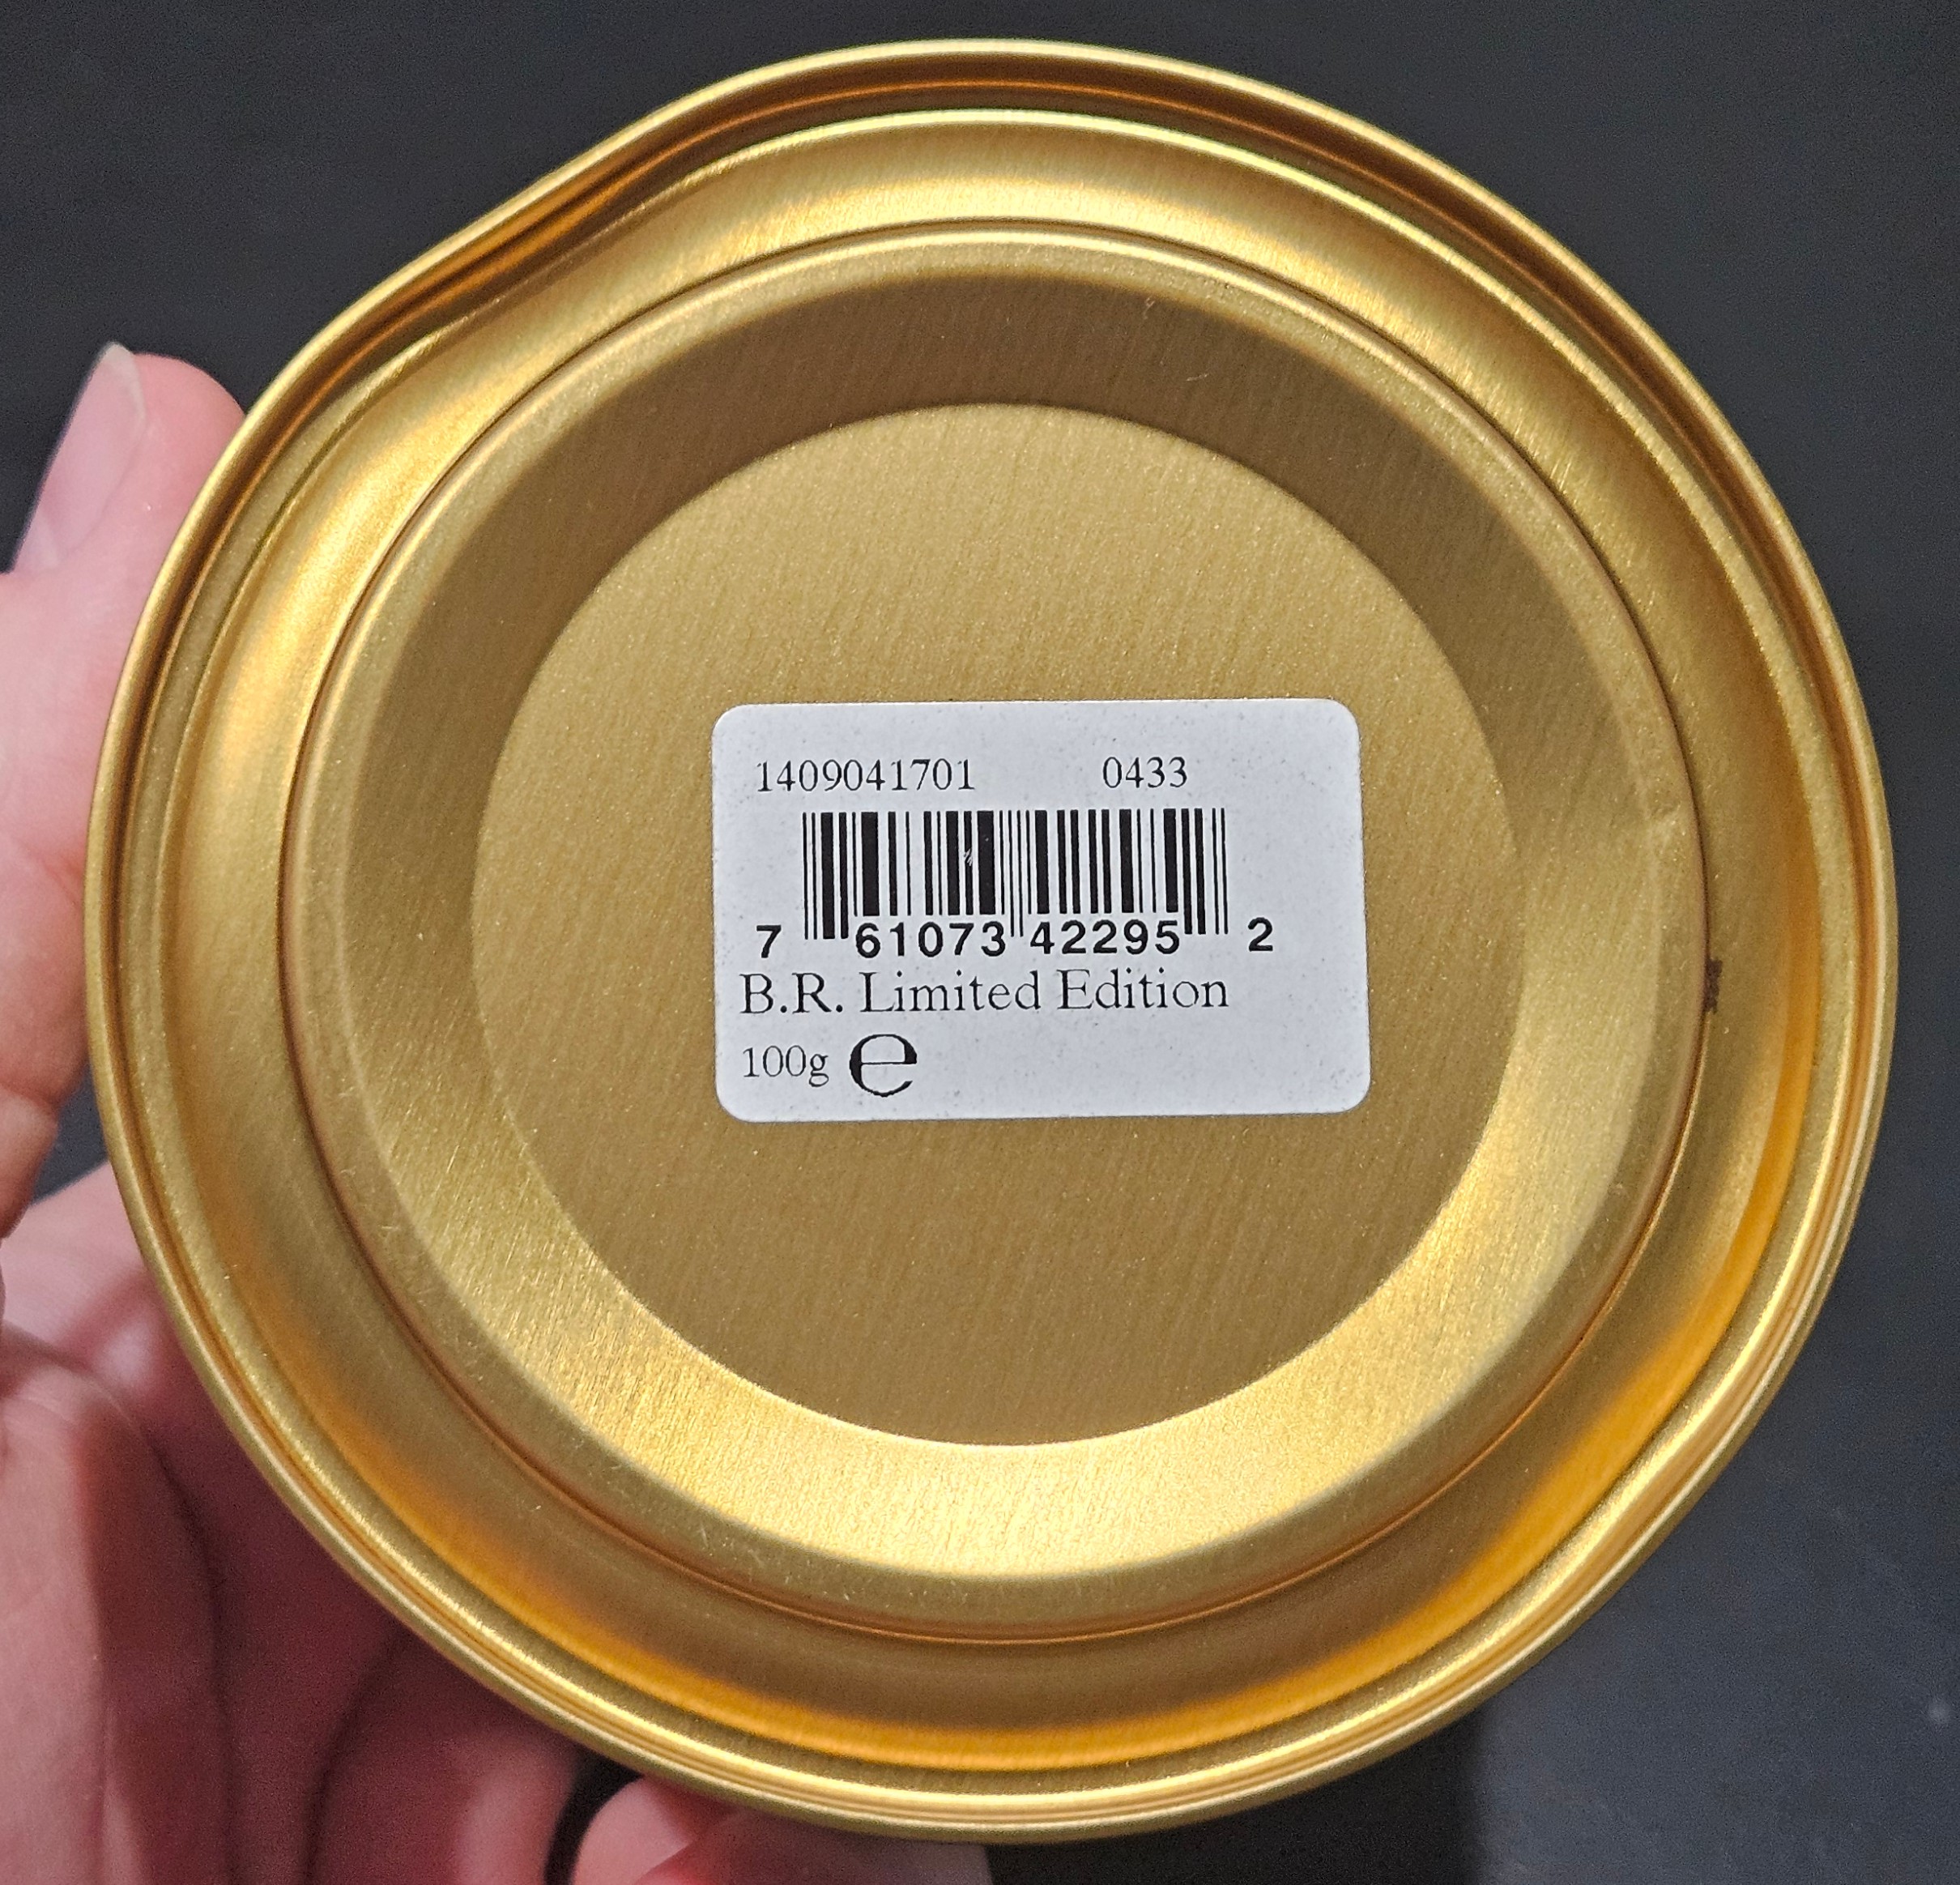 1409041701 0433
7 61073 42295 2
B.R. Limited Edition
100g ℮